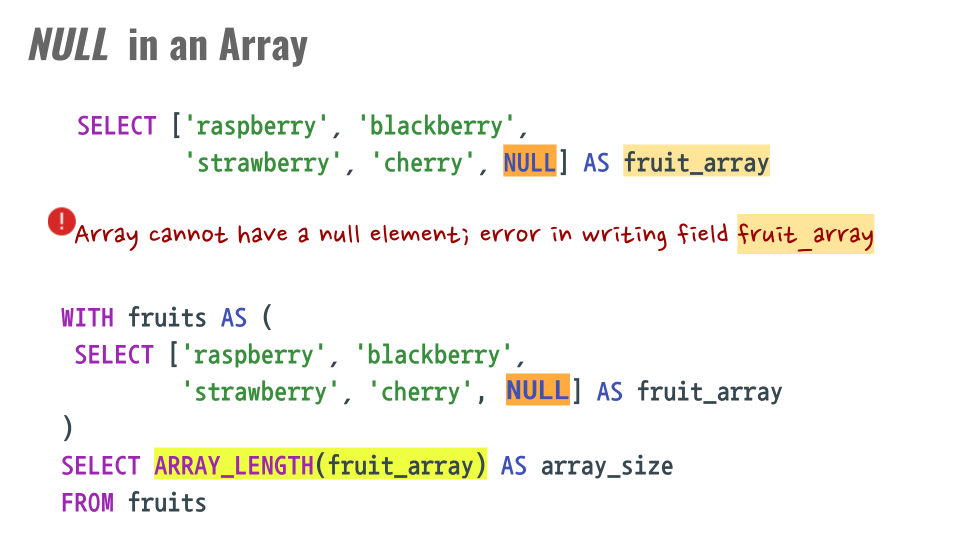 NULL in an Array
SELECT ['raspberry', 'blackberry',
'strawberry', 'cherry', NULL] AS fruit_array
! Array cannot have a null element; error in writing field fruit_array
WITH fruits AS (
SELECT ['raspberry', 'blackberry',
'strawberry', 'cherry', NULL] AS fruit_array
)
SELECT ARRAY_LENGTH(fruit_array) AS array_size
FROM fruits